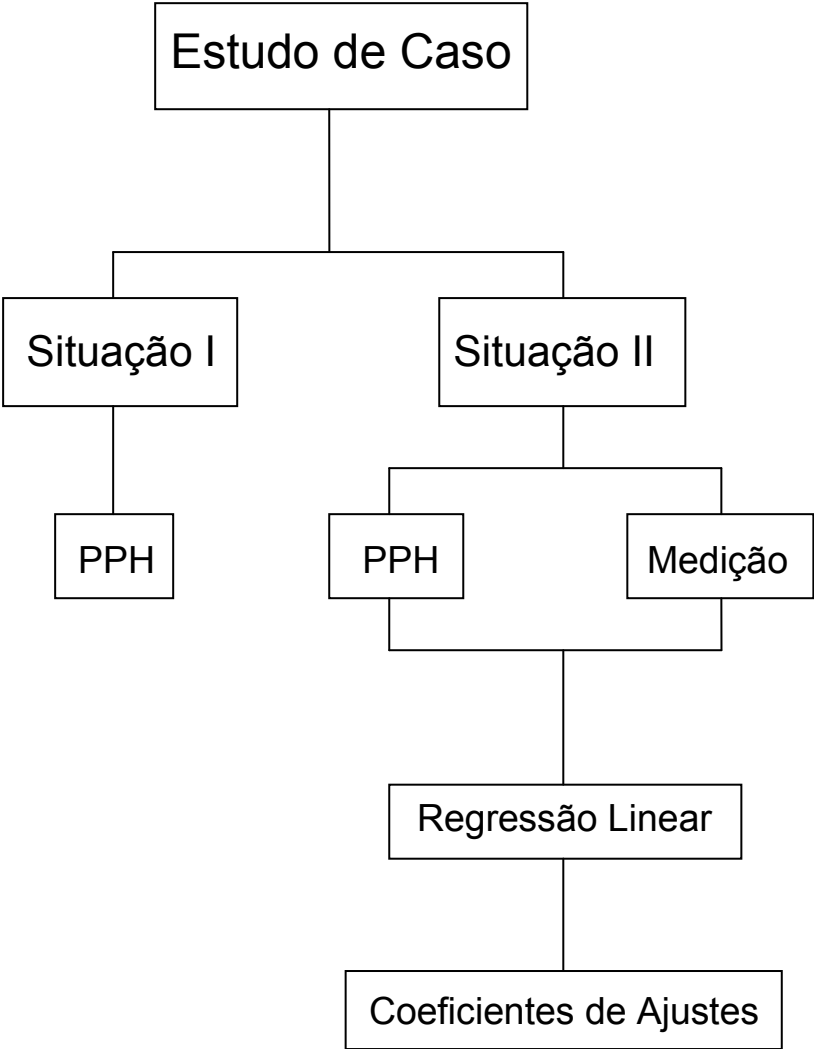 Estudo de Caso
Situação I
Situação II
PPH
PPH
Medição
Regressão Linear
Coeficientes de Ajustes